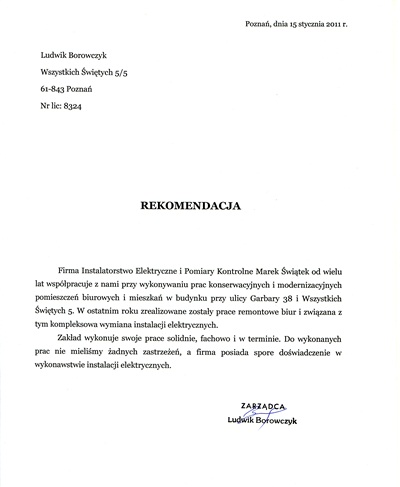 Poznań, dnia 15 stycznia 2011 r.
Ludwik Borowczyk
Wszystkich Świętych 5/5
61-843 Poznań
Nr lic: 8324
REKOMENDACJA
Firma Instalatorstwo Elektryczne i Pomiary Kontrolne Marek Świątek od wielu
lat współpracuje z nami przy wykonywaniu prac konserwacyjnych i modernizacyjnych
pomieszczeń biurowych i mieszkań w budynku przy ulicy Garbary 38 i Wszystkich
Świętych 5. W ostatnim roku zrealizowane zostały prace remontowe biur i związana z
tym kompleksowa wymiana instalacji elektrycznych.
Zakład wykonuje swoje prace solidnie, fachowo i w terminie. Do wykonanych
prac nie mieliśmy żadnych zastrzeżeń, a firma posiada spore doświadczenie w
wykonawstwie instalacji elektrycznych.
ZARZĄDCA
Ludwik Borowczyk